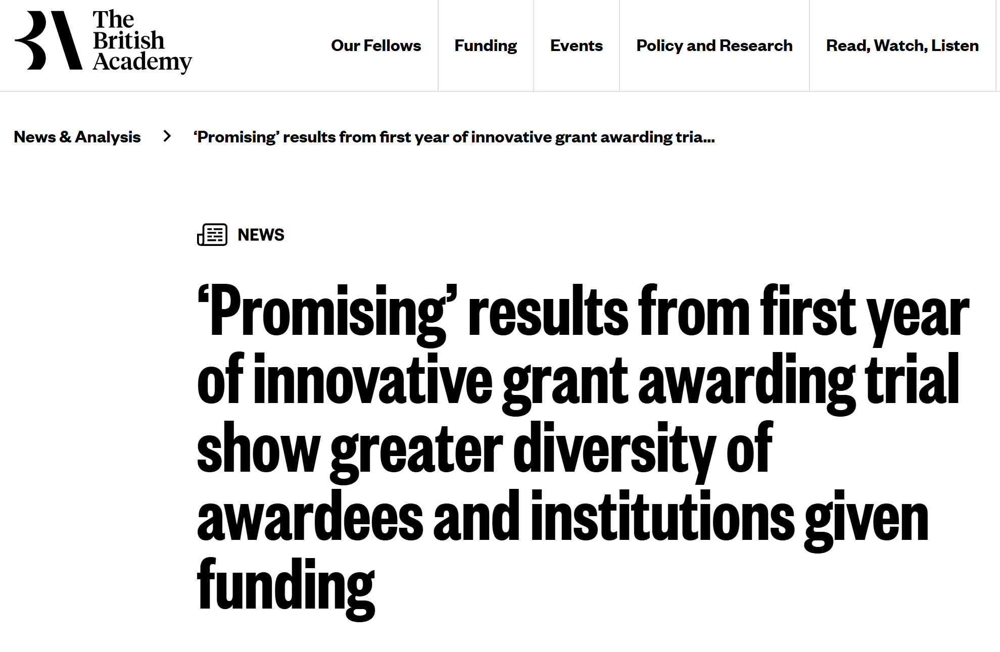 The
British
Academy
Our Fellows
Funding
Events
Policy and Research
Read, Watch, Listen
News & Analysis
‘Promising’ results from first year of innovative grant awarding tria...
NEWS
‘Promising’ results from first year
of innovative grant awarding trial
show greater diversity of
awardees and institutions given
funding